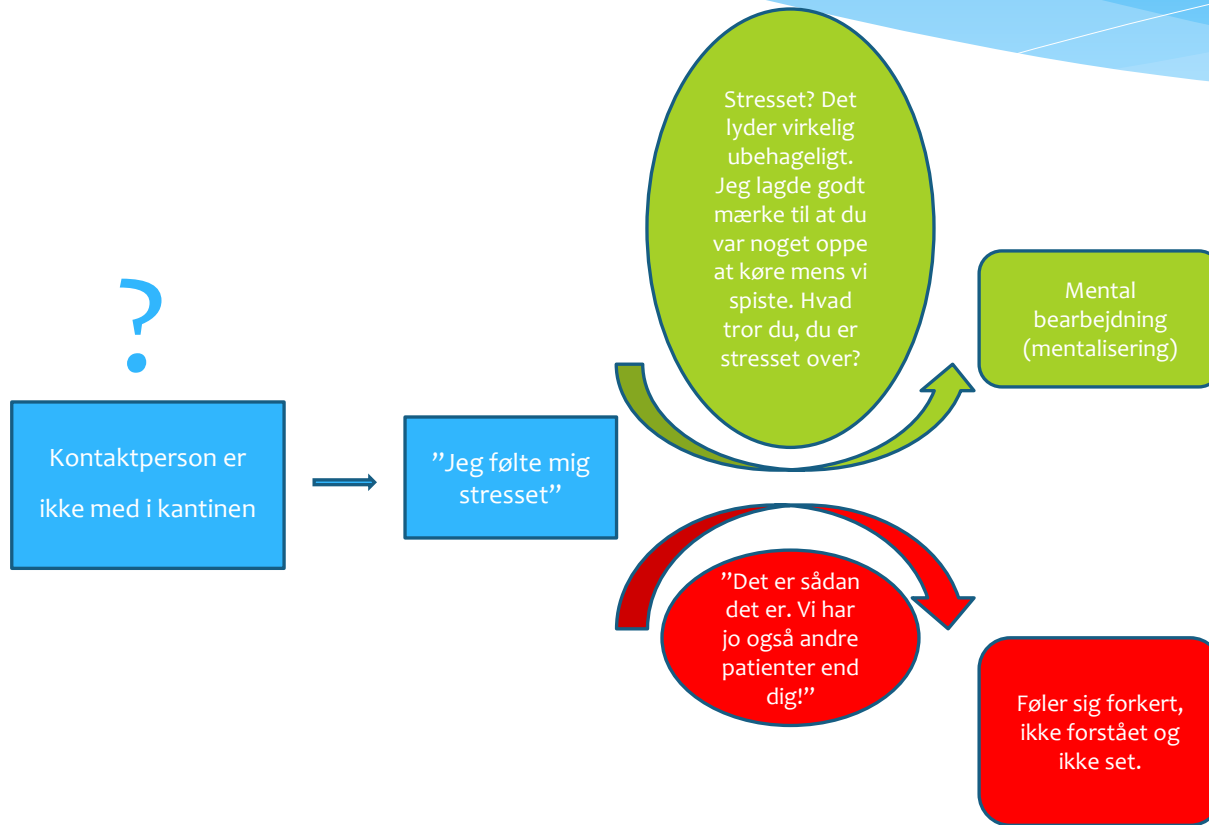 ?
Kontaktperson er
ikke med i kantinen
”Jeg følte mig
stresset”
Stresset? Det
lyder virkelig
ubehageligt.
Jeg lagde godt
mærke til at du
var noget oppe
at køre mens vi
spiste. Hvad
tror du, du er
stresset over?
Mental
bearbejdning
(mentalisering)
”Det er sådan
det er. Vi har
jo også andre
patienter end
dig!”
Føler sig forkert,
ikke forstået og
ikke set.